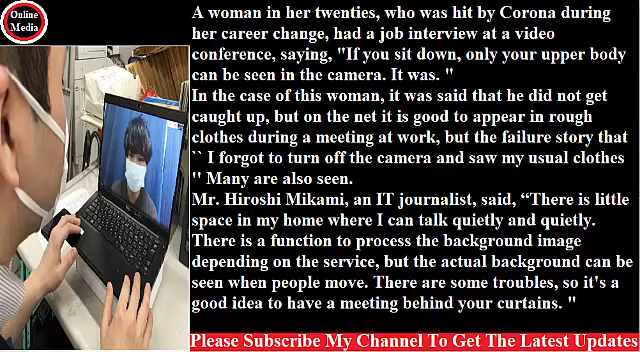 Online
Media
A woman in her twenties, who was hit by Corona during
her career change, had a job interview at a video
conference, saying, "If you sit down, only your upper body
can be seen in the camera. It was. "
In the case of this woman, it was said that he did not get
caught up, but on the net it is good to appear in rough
clothes during a meeting at work, but the failure story that
`` I forgot to turn off the camera and saw my usual clothes
'' Many are also seen.
Mr. Hiroshi Mikami, an IT journalist, said, “There is little
space in my home where I can talk quietly and quietly.
There is a function to process the background image
depending on the service, but the actual background can be
seen when people move. There are some troubles, so it's a
good idea to have a meeting behind your curtains. "
Please Subscribe My Channel To Get The Latest Updates